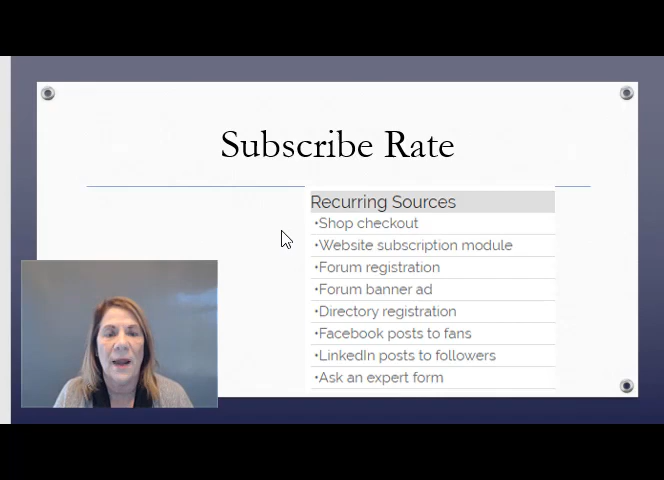 Subscribe Rate
Recurring Sources
•Shop checkout
•Website subscription module
•Forum registration
•Forum banner ad
•Directory registration
•Facebook posts to fans
•LinkedIn posts to followers
•Ask an expert form